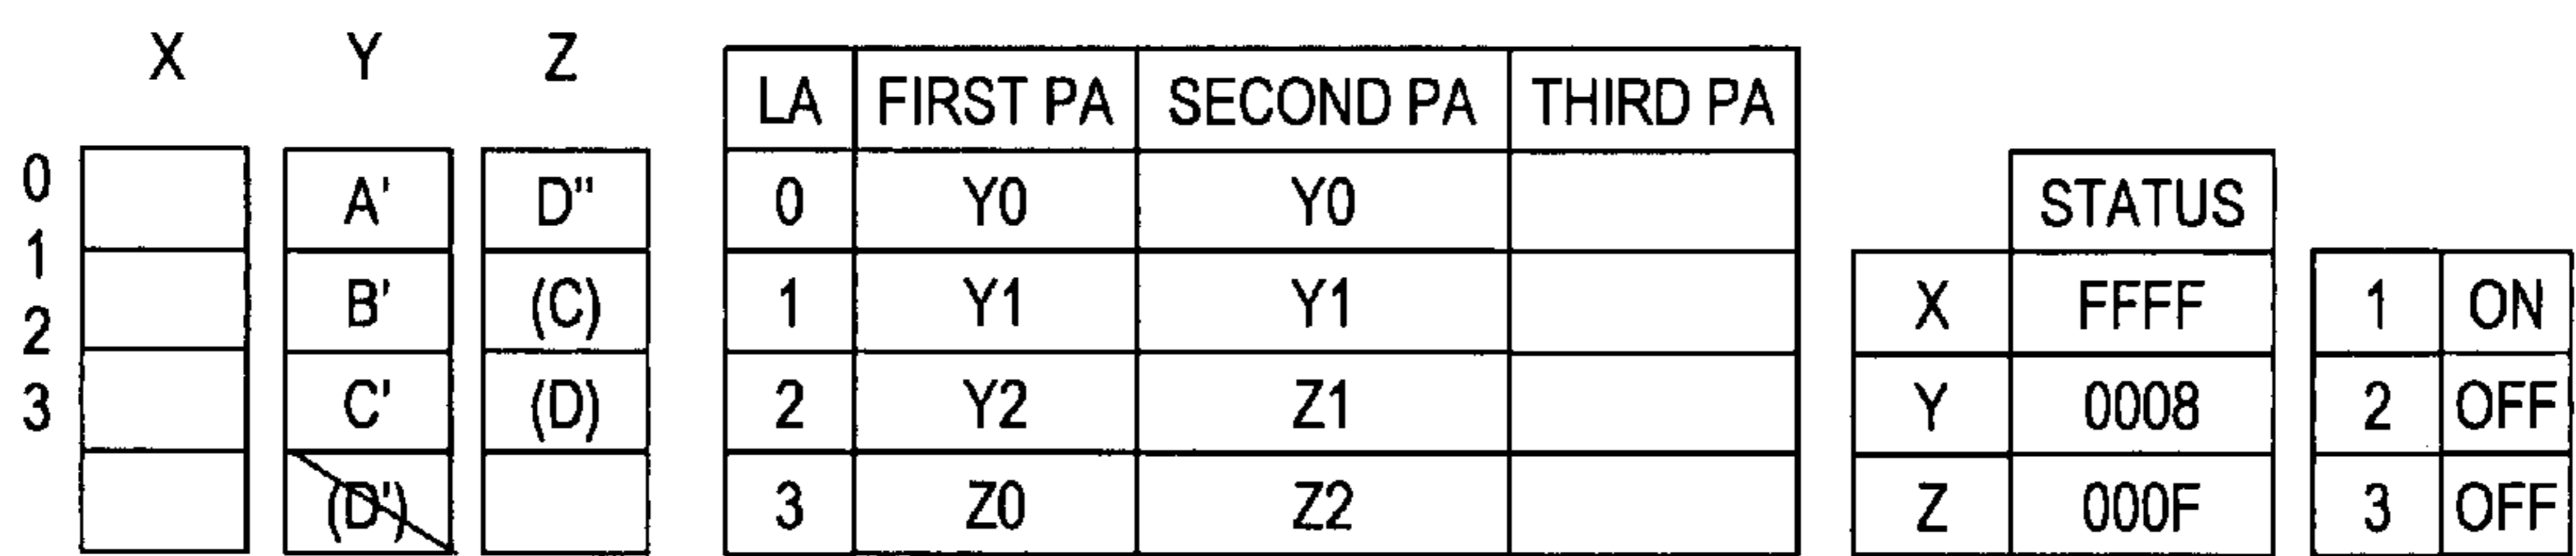 X Y Z
LA FIRST PA SECOND PA THIRD PA
0 A' D" 0 Y0 Y0 STATUS
1 B' (C) 1 Y1 Y1 X FFFF 1 ON
2 C' (D) 2 Y2 Z1 Y 0008 2 OFF
3 (D') 3 Z0 Z2 Z 000F 3 OFF